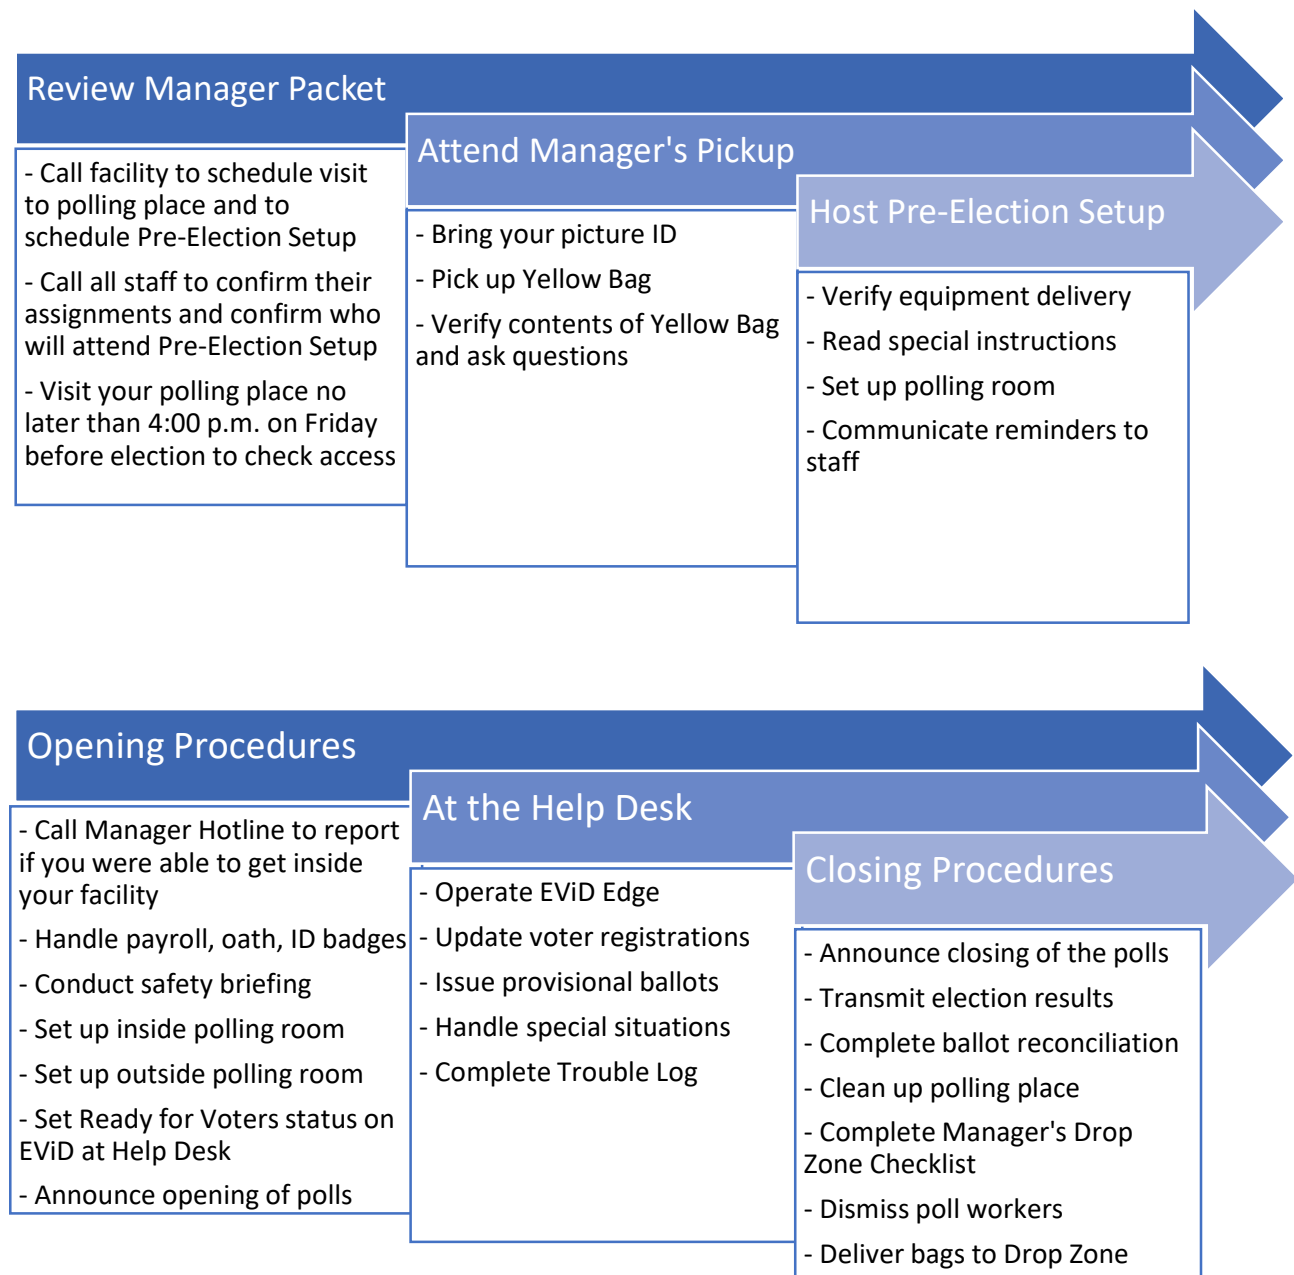 Review Manager Packet
- Call facility to schedule visit
to polling place and to
schedule Pre-Election Setup
- Call all staff to confirm their
assignments and confirm who
will attend Pre-Election Setup
- Visit your polling place no
later than 4:00 p.m. on Friday
before election to check access
Attend Manager's Pickup
- Bring your picture ID
- Pick up Yellow Bag
- Verify contents of Yellow Bag
and ask questions
Host Pre-Election Setup
- Verify equipment delivery
- Read special instructions
- Set up polling room
- Communicate reminders to
staff
Opening Procedures
- Call Manager Hotline to report
if you were able to get inside
your facility
- Handle payroll, oath, ID badges
- Conduct safety briefing
- Set up inside polling room
- Set up outside polling room
- Set Ready for Voters status on
EViD at Help Desk
- Announce opening of polls
At the Help Desk
- Operate EViD Edge
- Update voter registrations
- Issue provisional ballots
- Handle special situations
- Complete Trouble Log
Closing Procedures
- Announce closing of the polls
- Transmit election results
- Complete ballot reconciliation
- Clean up polling place
- Complete Manager's Drop
Zone Checklist
- Dismiss poll workers
- Deliver bags to Drop Zone